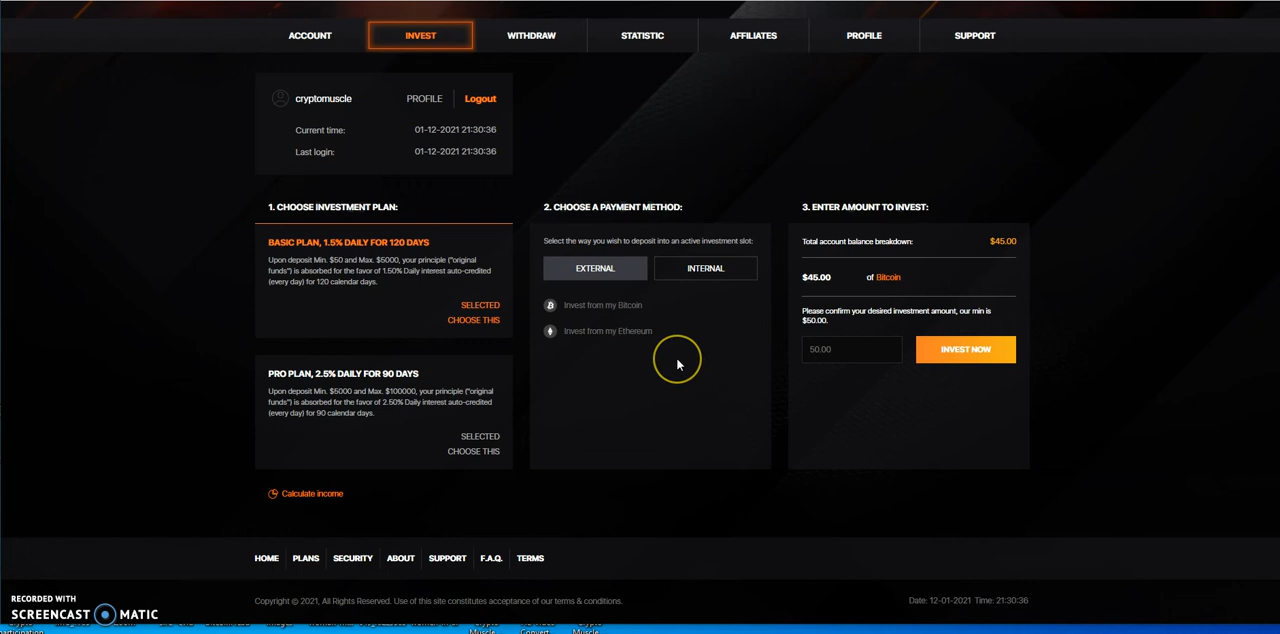 ACCOUNT INVEST WITHDRAW STATISTIC AFFILIATES PROFILE SUPPORT
cryptomuscle PROFILE Logout
Current time: 01-12-2021 21:30:36
Last login: 01-12-2021 21:30:36
1. CHOOSE INVESTMENT PLAN:
BASIC PLAN, 1.5% DAILY FOR 120 DAYS
Upon deposit Min. $50 and Max. $5000, your principle ("original
funds") is absorbed for the favor of 1.50% Daily interest auto-credited
(every day) for 120 calendar days.
SELECTED
CHOOSE THIS
PRO PLAN, 2.5% DAILY FOR 90 DAYS
Upon deposit Min. $5000 and Max. $100000, your principle ("original
funds") is absorbed for the favor of 2.50% Daily interest auto-credited
(every day) for 90 calendar days.
SELECTED
CHOOSE THIS
Calculate income
2. CHOOSE A PAYMENT METHOD:
Select the way you wish to deposit into an active investment slot:
EXTERNAL INTERNAL
Invest from my Bitcoin
Invest from my Ethereum
3. ENTER AMOUNT TO INVEST:
Total account balance breakdown: $45.00
$45.00 of Bitcoin
Please confirm your desired investment amount, our min is
$50.00.
50.00 INVEST NOW
HOME PLANS SECURITY ABOUT SUPPORT F.A.Q. TERMS
Copyright © 2021, All Rights Reserved. Use of this site constitutes acceptance of our terms & conditions. Date: 12-01-2021 Time: 21:30:36
RECORDED WITH
SCREENCAST MATIC